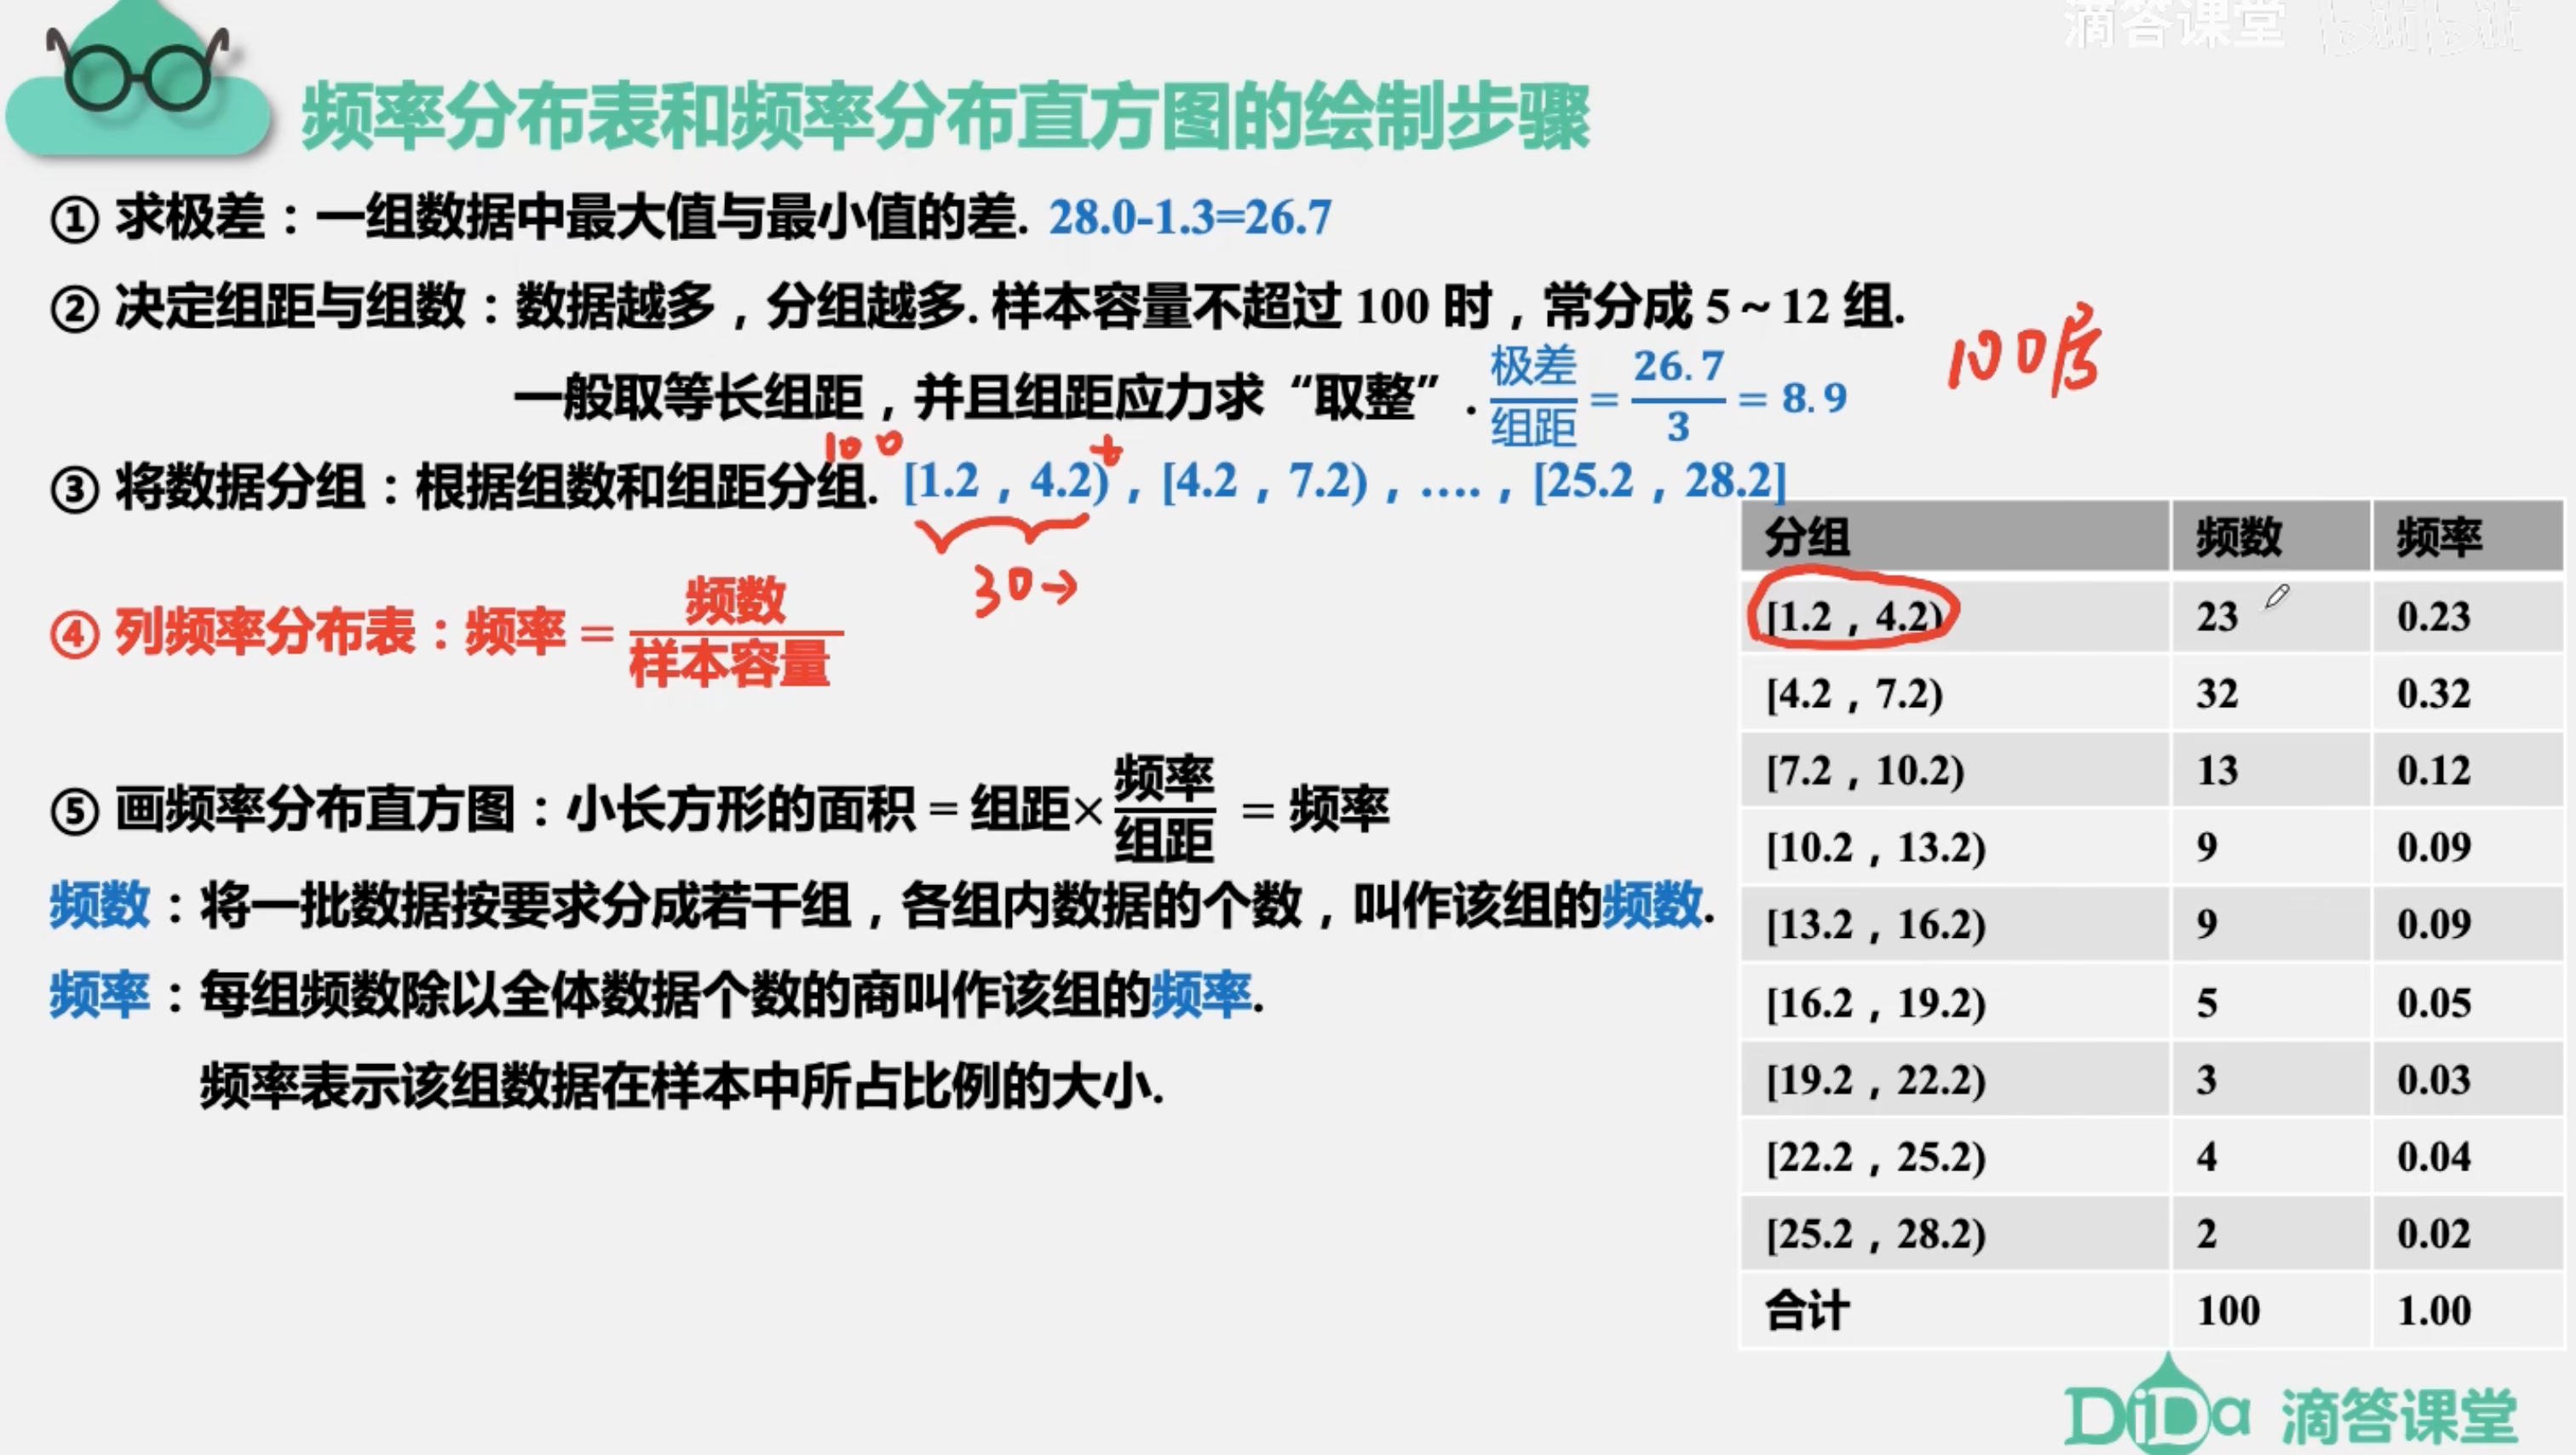 滴答课堂 bilibili
频率分布表和频率分布直方图的绘制步骤
① 求极差：一组数据中最大值与最小值的差. 28.0-1.3=26.7
② 决定组距与组数：数据越多，分组越多. 样本容量不超过 100 时，常分成 5～12 组.
100房
一般取等长组距，并且组距应力求“取整”. 极差/组距 = 26.7/3 = 8.9
100 t
③ 将数据分组：根据组数和组距分组. [1.2，4.2)，[4.2，7.2)，….，[25.2，28.2]
30→
④ 列频率分布表：频率 = 频数/样本容量
⑤ 画频率分布直方图：小长方形的面积 = 组距× 频率/组距 = 频率
频数：将一批数据按要求分成若干组，各组内数据的个数，叫作该组的频数.
频率：每组频数除以全体数据个数的商叫作该组的频率.
频率表示该组数据在样本中所占比例的大小.
分组 频数 频率
[1.2，4.2) 23 0.23
[4.2，7.2) 32 0.32
[7.2，10.2) 13 0.12
[10.2，13.2) 9 0.09
[13.2，16.2) 9 0.09
[16.2，19.2) 5 0.05
[19.2，22.2) 3 0.03
[22.2，25.2) 4 0.04
[25.2，28.2) 2 0.02
合计 100 1.00
DiDa 滴答课堂